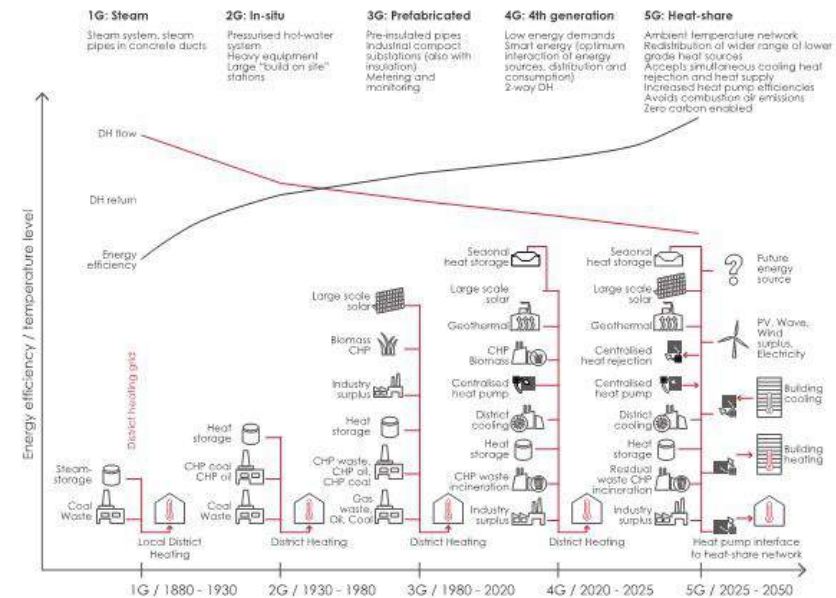 1G: Steam
Steam system, steam
pipes in concrete ducts
2G: In-situ
Pressurised hot-water
system
Heavy equipment
Large "build on site"
stations
3G: Prefabricated
Pre-insulated pipes
Industrial compact
substations (also with
insulation)
Metering and
monitoring
4G: 4th generation
Low energy demands
Smart energy (optimum
interaction of energy
sources, distribution and
consumption)
2-way DH
5G: Heat-share
Ambient temperature network
Redistribution of wider range of lower
grade heat sources
Accepts simultaneous cooling heat
rejection and heat supply
Increased heat pump efficiencies
Avoids combustion air emissions
Zero carbon enabled
Energy efficiency / temperature level
DH flow
DH return
Energy
efficiency
District heating grid
Steam-
storage
Coal
Waste
Local District
Heating
Heat
storage
CHP coal
CHP oil
Coal
Waste
District Heating
Large scale
solar
Biomass
CHP
Industry
surplus
Heat
storage
CHP waste,
CHP oil,
CHP coal
Gas
waste,
Oil, Coal
District Heating
Seaonal
heat storage
Large scale
solar
Geothermal
CHP
Biomass
Centralised
heat pump
District
cooling
Heat
storage
CHP waste
incineration
Industry
surplus
District Heating
Seaonal
heat storage
Large scale
solar
Geothermal
Centralised
heat rejection
Centralised
heat pump
District
cooling
Heat
storage
Residual
waste CHP
incineration
Industry
surplus
Future
energy
source
PV, Wave,
Wind
surplus,
Electricity
Building
cooling
Building
heating
Heat pump interface
to heat-share network
1G / 1880 - 1930
2G / 1930 - 1980
3G / 1980 - 2020
4G / 2020 - 2025
5G / 2025 - 2050